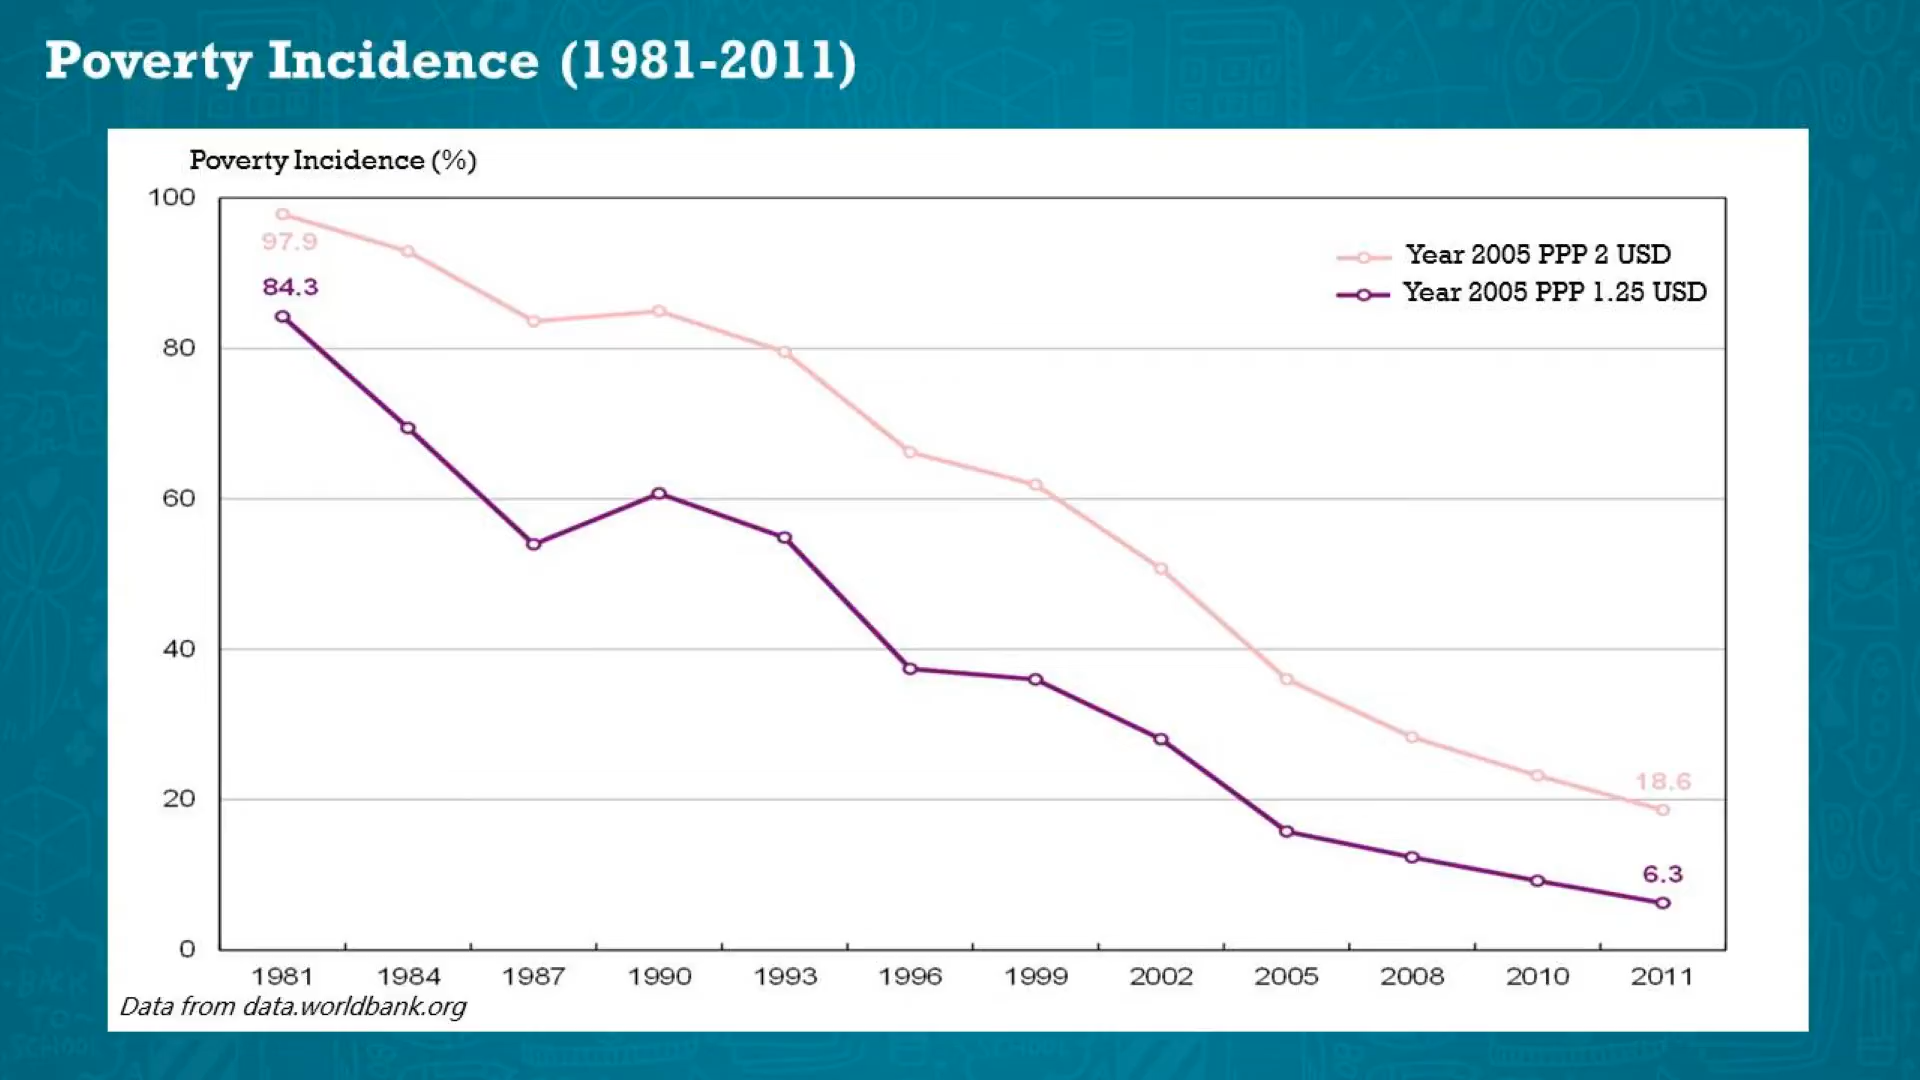 Poverty Incidence (1981-2011)
Poverty Incidence (%)
100
97.9
84.3
Year 2005 PPP 2 USD
Year 2005 PPP 1.25 USD
80
60
40
20
18.6
6.3
0
1981 1984 1987 1990 1993 1996 1999 2002 2005 2008 2010 2011
Data from data.worldbank.org